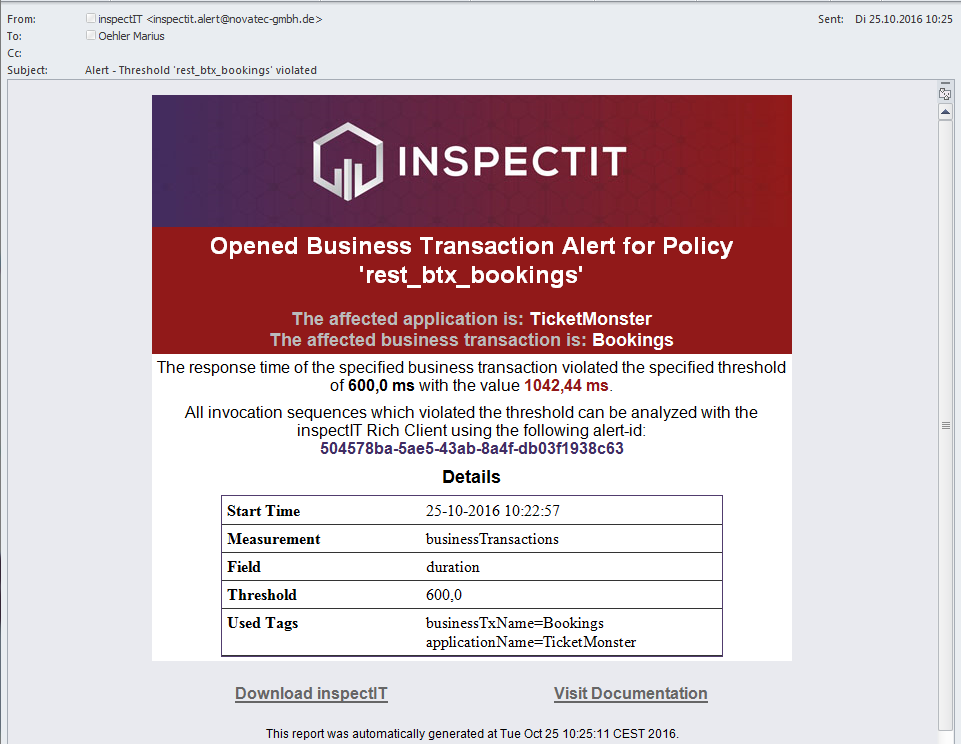 From: inspectIT <inspectit.alert@novatec-gmbh.de> Sent: Di 25.10.2016 10:25
To: Oehler Marius
Cc:
Subject: Alert - Threshold 'rest_btx_bookings' violated
INSPECTIT
Opened Business Transaction Alert for Policy
'rest_btx_bookings'
The affected application is: TicketMonster
The affected business transaction is: Bookings
The response time of the specified business transaction violated the specified threshold
of 600,0 ms with the value 1042,44 ms.
All invocation sequences which violated the threshold can be analyzed with the
inspectIT Rich Client using the following alert-id:
504578ba-5ae5-43ab-8a4f-db03f1938c63
Details
Start Time 25-10-2016 10:22:57
Measurement businessTransactions
Field duration
Threshold 600,0
Used Tags businessTxName=Bookings
applicationName=TicketMonster
Download inspectIT Visit Documentation
This report was automatically generated at Tue Oct 25 10:25:11 CEST 2016.